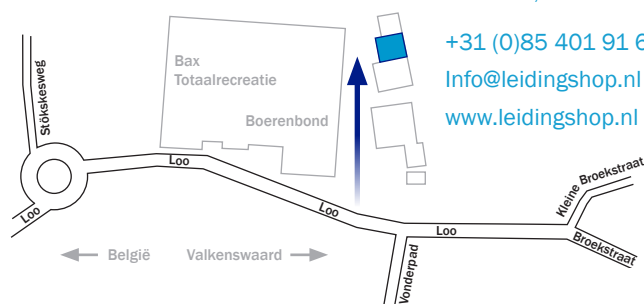 +31 (0)85 401 91 6
Info@leidingshop.nl
www.leidingshop.nl
Bax
Totaalrecreatie
Boerenbond
Stökskesweg
Loo
Loo
Loo
Loo
Kleine Broekstraat
Broekstraat
Vonderpad
België
Valkenswaard